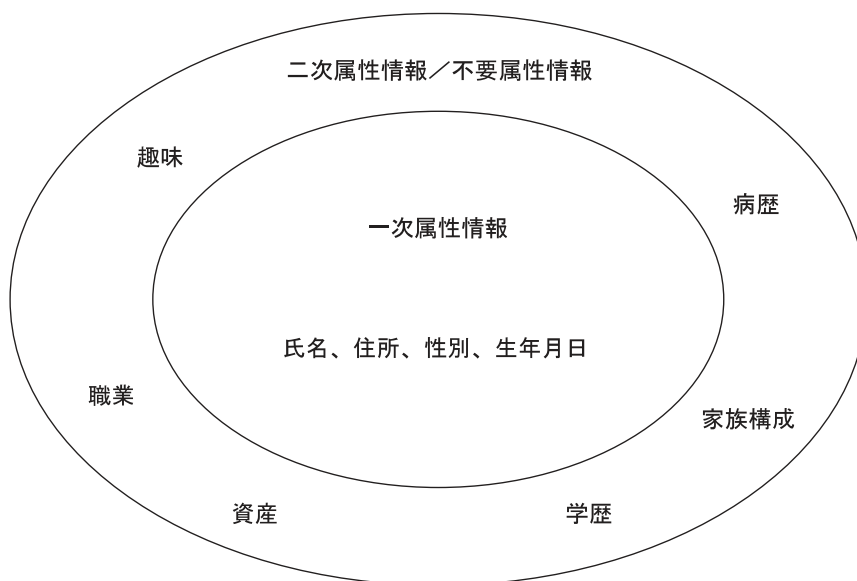 二次属性情報／不要属性情報
趣味
病歴
一次属性情報
氏名、住所、性別、生年月日
職業
家族構成
資産
学歴